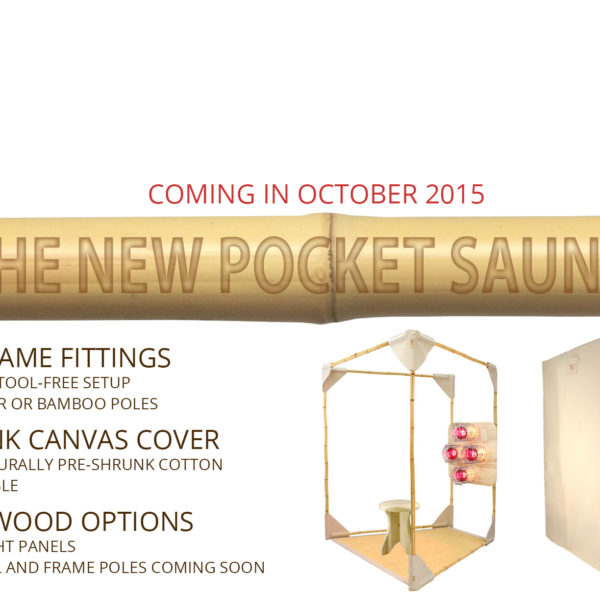 COMING IN OCTOBER 2015
HE NEW POCKET SAUN
AME FITTINGS
TOOL-FREE SETUP
R OR BAMBOO POLES
NK CANVAS COVER
URALLY PRE-SHRUNK COTTON
BLE
WOOD OPTIONS
HT PANELS
L AND FRAME POLES COMING SOON